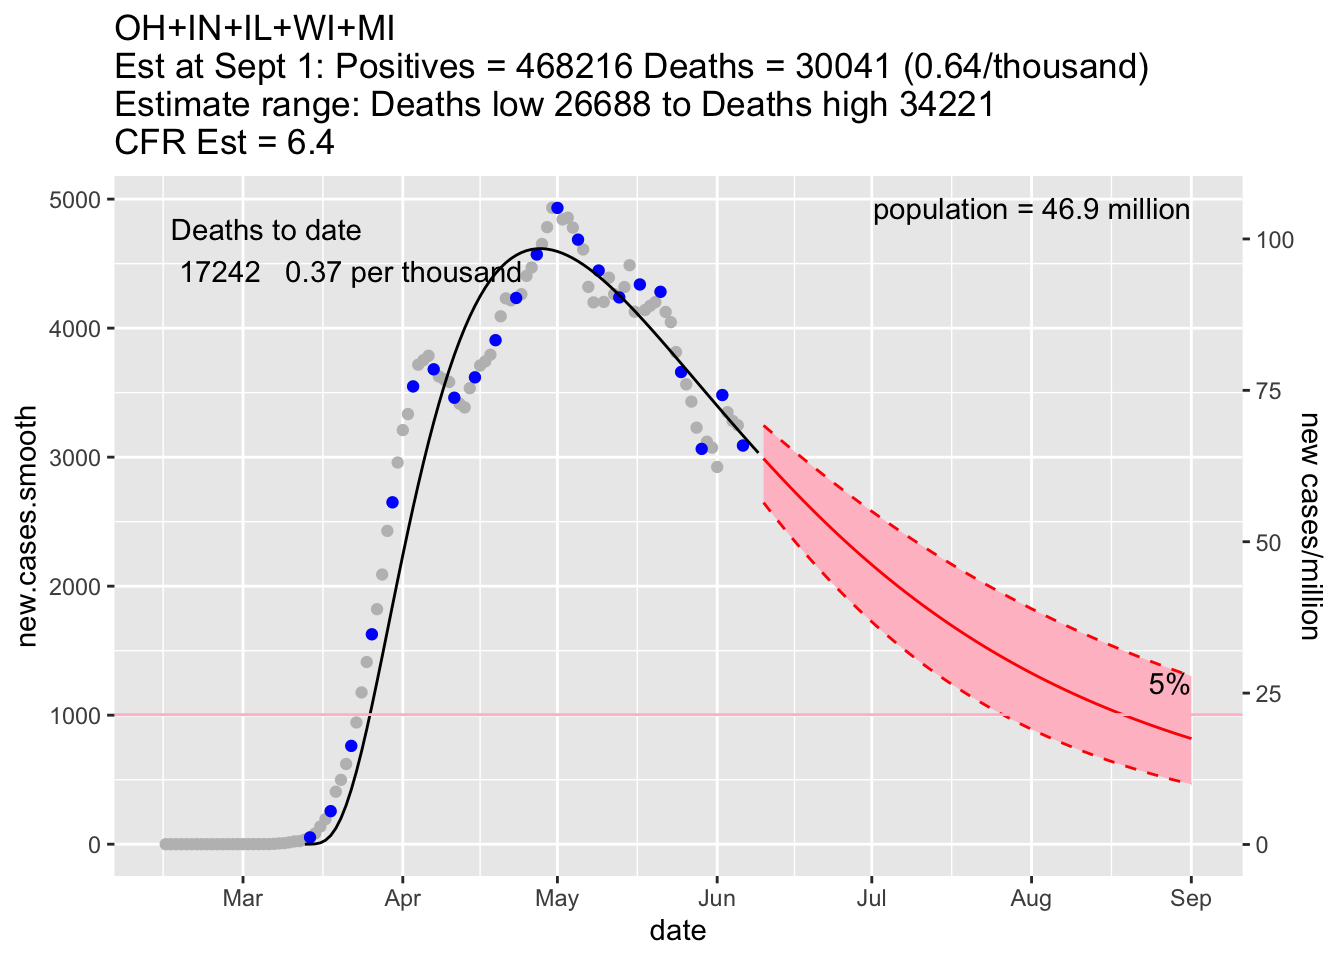 OH+IN+IL+WI+MI
Est at Sept 1: Positives = 468216 Deaths = 30041 (0.64/thousand)
Estimate range: Deaths low 26688 to Deaths high 34221
CFR Est = 6.4
5000
4000
3000
2000
1000
0
new.cases.smooth
Deaths to date
17242 0.37 per thousand
population = 46.9 million
5%
100
75
50
25
0
new cases/million
Mar Apr May Jun Jul Aug Sep
date